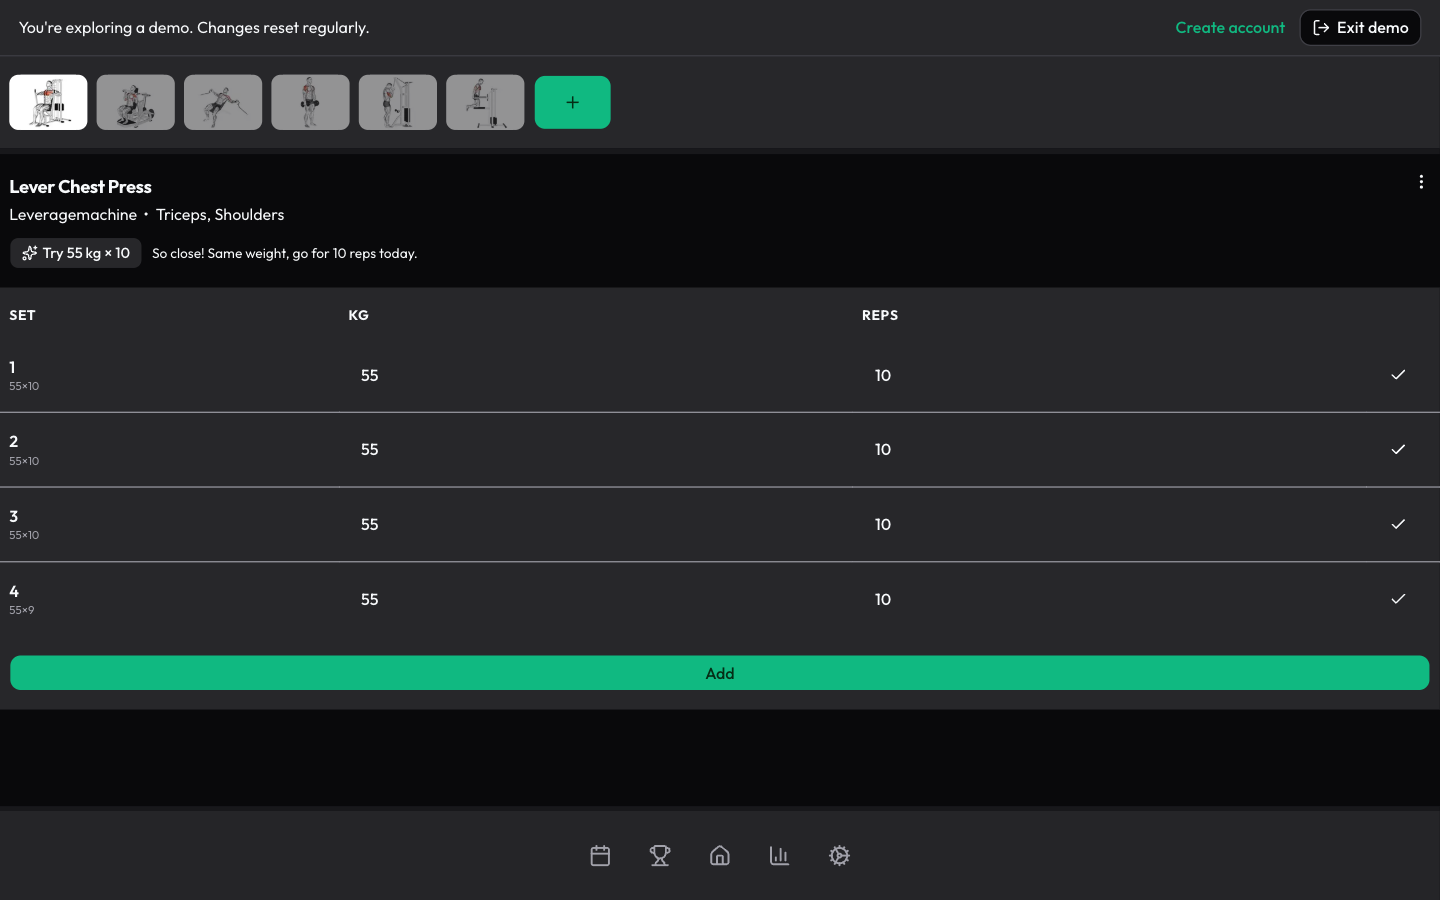 You're exploring a demo. Changes reset regularly.
Create account
Exit demo
Lever Chest Press
Leveragemachine • Triceps, Shoulders
Try 55 kg × 10
So close! Same weight, go for 10 reps today.
SET KG REPS
1 55 10
55×10
2 55 10
55×10
3 55 10
55×10
4 55 10
55×9
Add